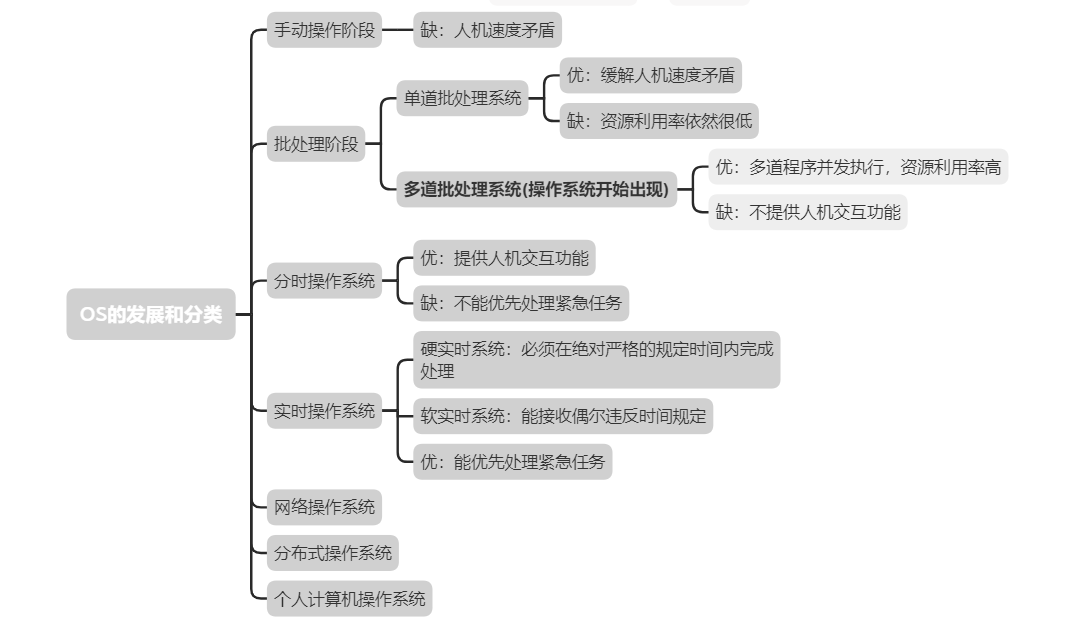 手动操作阶段
缺：人机速度矛盾
批处理阶段
单道批处理系统
优：缓解人机速度矛盾
缺：资源利用率依然很低
多道批处理系统(操作系统开始出现)
优：多道程序并发执行，资源利用率高
缺：不提供人机交互功能
OS的发展和分类
分时操作系统
优：提供人机交互功能
缺：不能优先处理紧急任务
实时操作系统
硬实时系统：必须在绝对严格的规定时间内完成
处理
软实时系统：能接收偶尔违反时间规定
优：能优先处理紧急任务
网络操作系统
分布式操作系统
个人计算机操作系统